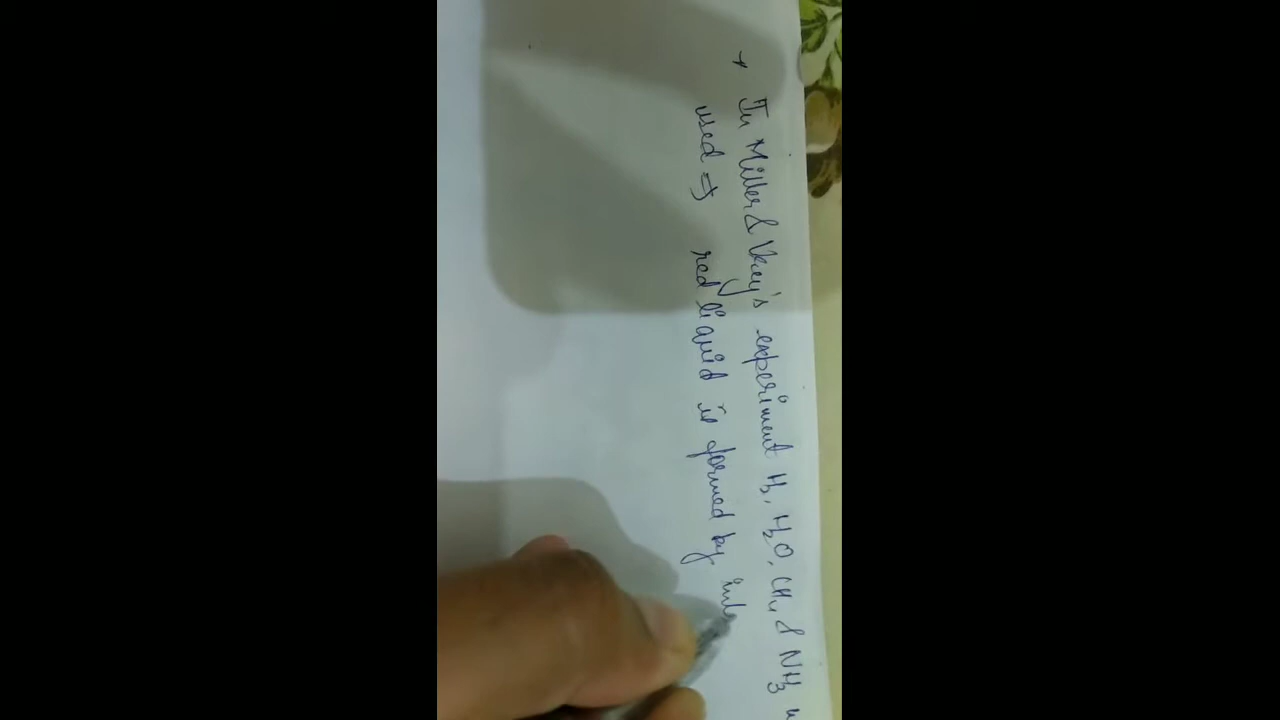 * In Miller & Urey's experiment H₂, H₂O, CH₄ & NH₃
used ⇒ red liquid is formed by